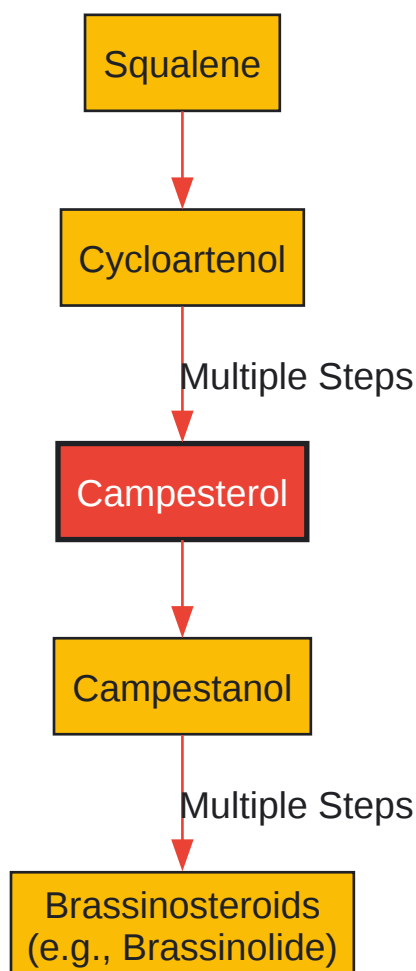 Squalene
Cycloartenol
Multiple Steps
Campesterol
Campestanol
Multiple Steps
Brassinosteroids
(e.g., Brassinolide)